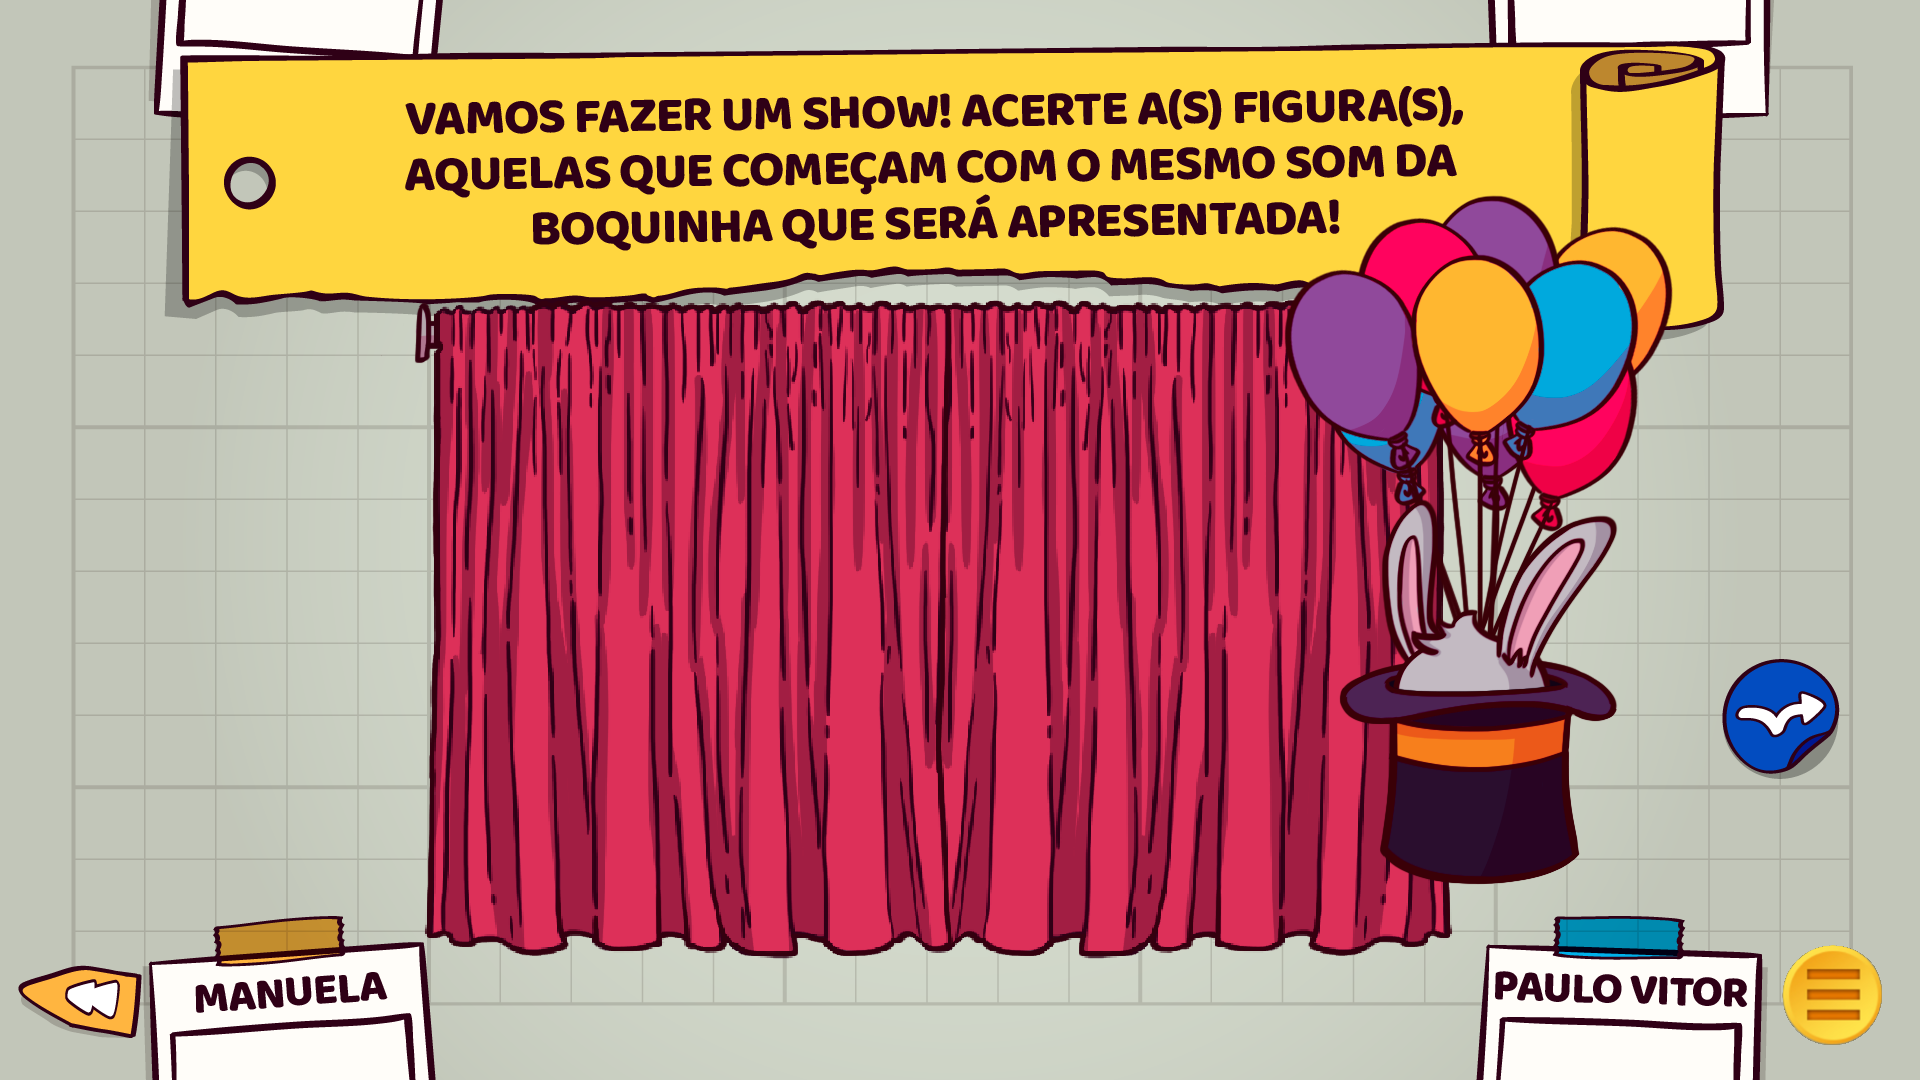 VAMOS FAZER UM SHOW! ACERTE A(S) FIGURA(S),
AQUELAS QUE COMEÇAM COM O MESMO SOM DA
BOQUINHA QUE SERÁ APRESENTADA!
MANUELA
PAULO VITOR